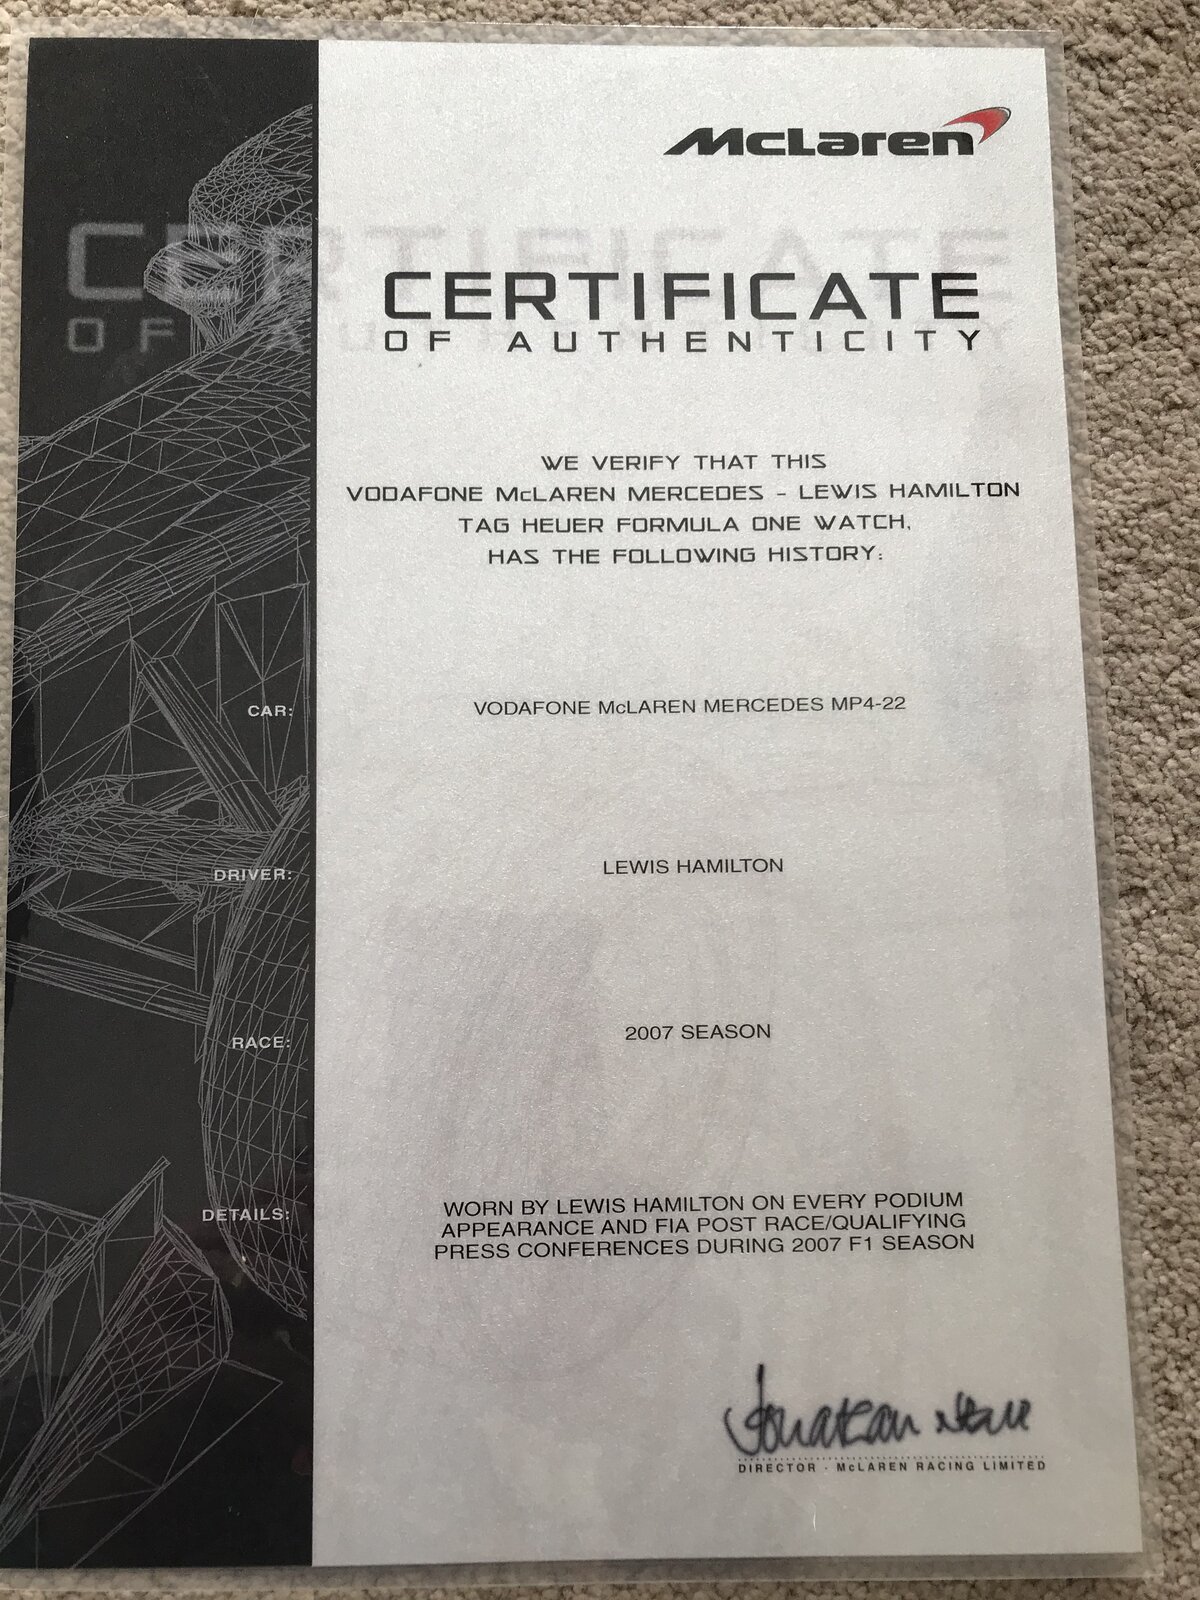 McLaren
CERTIFICATE
OF AUTHENTICITY
WE VERIFY THAT THIS
VODAFONE McLAREN MERCEDES - LEWIS HAMILTON
TAG HEUER FORMULA ONE WATCH,
HAS THE FOLLOWING HISTORY:
CAR: VODAFONE McLAREN MERCEDES MP4-22
DRIVER: LEWIS HAMILTON
RACE: 2007 SEASON
DETAILS: WORN BY LEWIS HAMILTON ON EVERY PODIUM
APPEARANCE AND FIA POST RACE/QUALIFYING
PRESS CONFERENCES DURING 2007 F1 SEASON
Jonathan
DIRECTOR - McLAREN RACING LIMITED